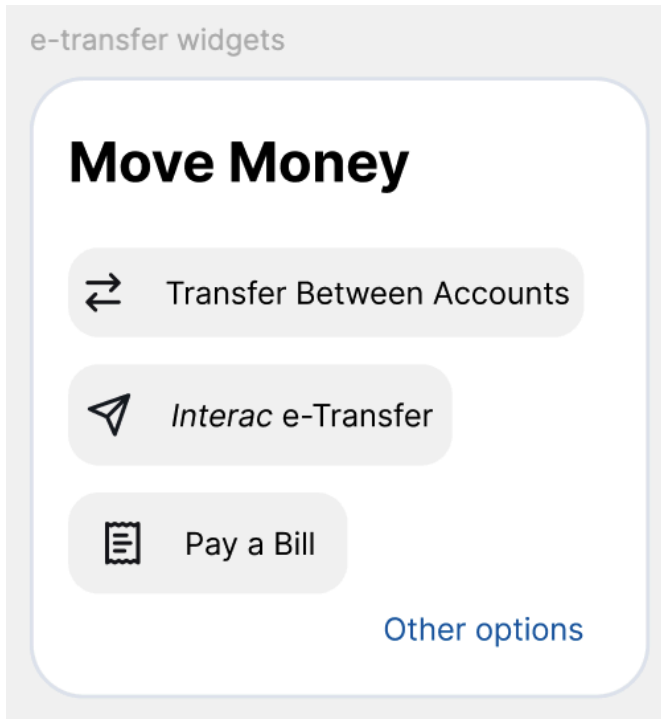 e-transfer widgets
Move Money
Transfer Between Accounts
Interac e-Transfer
Pay a Bill
Other options